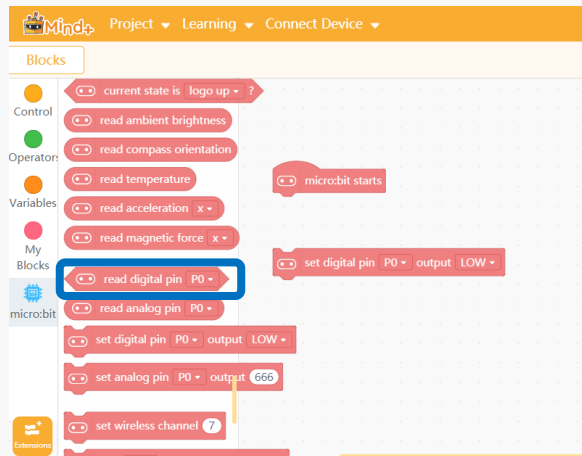 Mind+ Project Learning Connect Device
Blocks
Control
Operators
Variables
My
Blocks
micro:bit
Extensions
current state is logo up ?
read ambient brightness
read compass orientation
read temperature
read acceleration x
read magnetic force x
read digital pin P0
read analog pin P0
set digital pin P0 output LOW
set analog pin P0 output 666
set wireless channel 7
micro:bit starts
set digital pin P0 output LOW